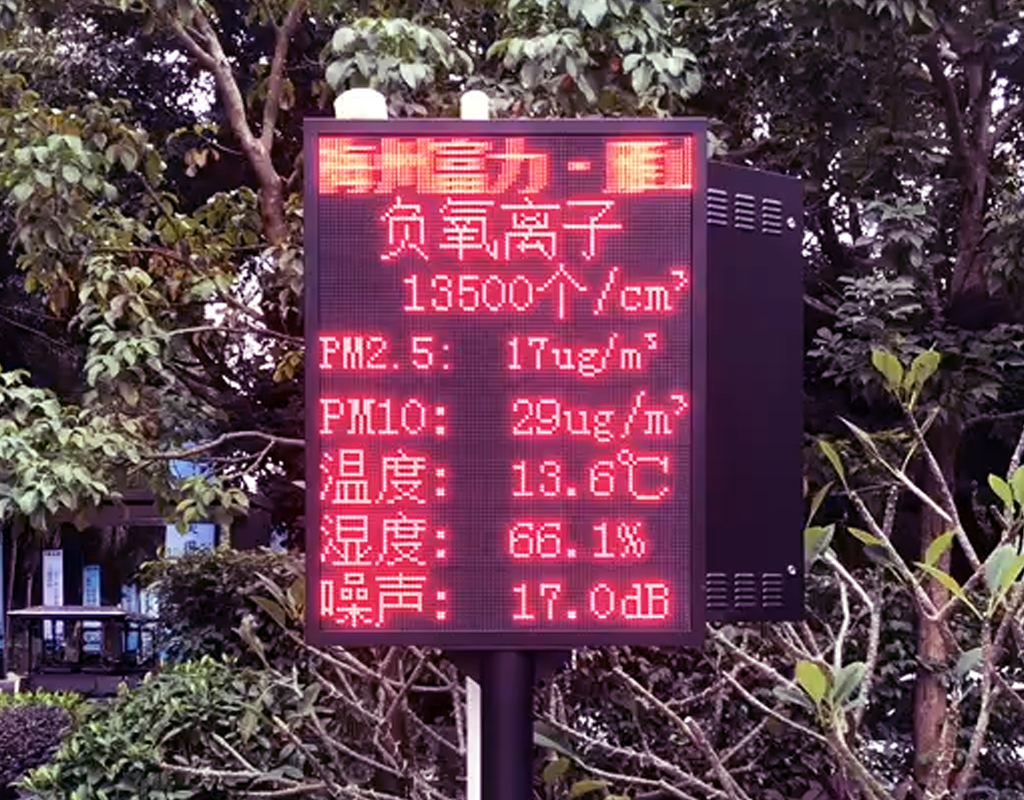 负氧离子
13500个/cm³
PM2.5: 17ug/m³
PM10: 29ug/m³
温度: 13.6℃
湿度: 66.1%
噪声: 17.0dB